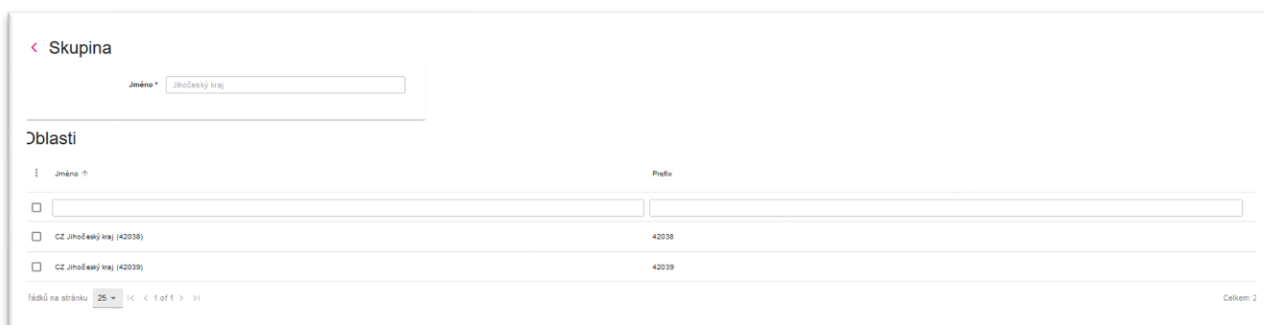 Skupina
Jméno * Jihočeský kraj
Oblasti
Jméno ↑ Prefix
CZ Jihočeský kraj (42038) 42038
CZ Jihočeský kraj (42039) 42039
řádků na stránku 25 1 of 1 Celkem: 2